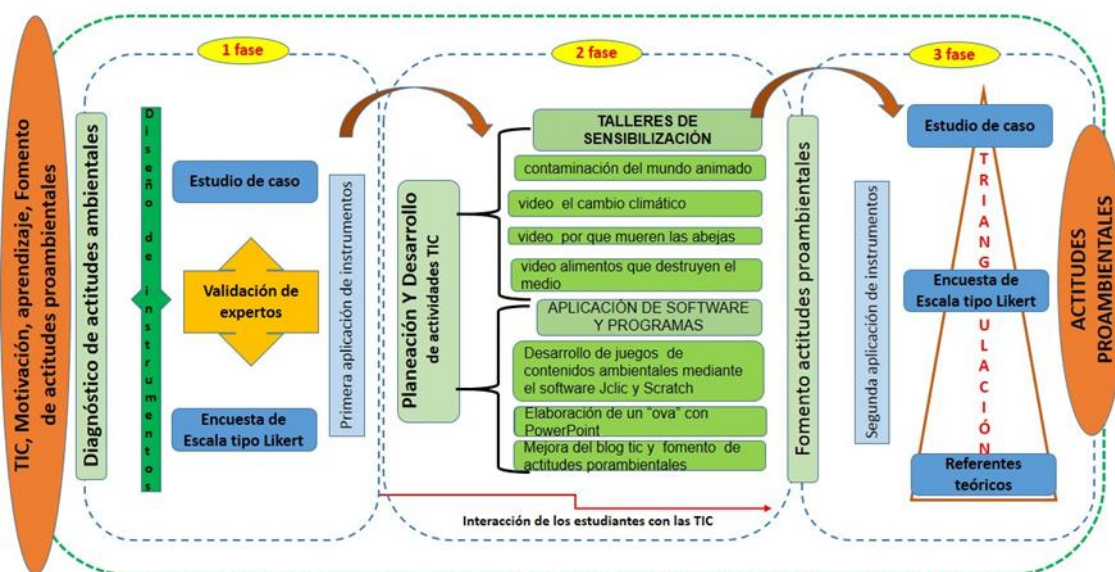 TIC, Motivación, aprendizaje, Fomento
de actitudes proambientales
1 fase
Diagnóstico de actitudes ambientales
Diseño de instrumentos
Estudio de caso
Validación de
expertos
Encuesta de
Escala tipo Likert
Primera aplicación de instrumentos
2 fase
Planeación Y Desarrollo
de actividades TIC
TALLERES DE
SENSIBILIZACIÓN
contaminación del mundo animado
video el cambio climático
video por que mueren las abejas
video alimentos que destruyen el
medio
APLICACIÓN DE SOFTWARE
Y PROGRAMAS
Desarrollo de juegos de
contenidos ambientales mediante
el software Jclic y Scratch
Elaboración de un "ova" con
PowerPoint
Mejora del blog tic y fomento de
actitudes porambientales
Interacción de los estudiantes con las TIC
Fomento actitudes proambientales
3 fase
Segunda aplicación de instrumentos
Estudio de caso
TRIANGULACIÓN
Encuesta de
Escala tipo Likert
Referentes
teóricos
ACTITUDES
PROAMBIENTALES